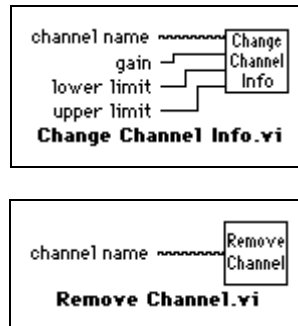 channel name
gain
lower limit
upper limit
Change
Channel
Info
Change Channel Info.vi
channel name
Remove
Channel
Remove Channel.vi